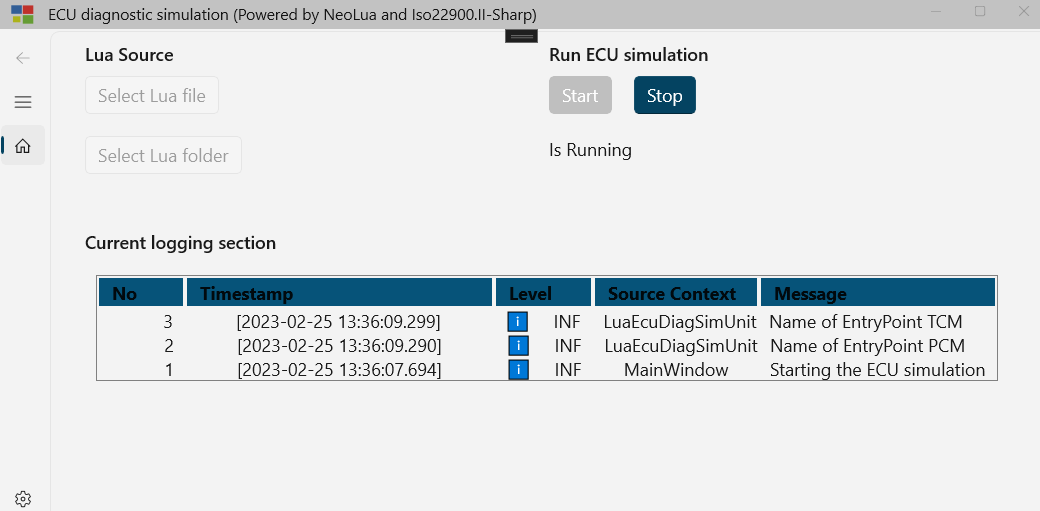 ECU diagnostic simulation (Powered by NeoLua and Iso22900.II-Sharp)
Lua Source
Run ECU simulation
Select Lua file
Start Stop
Select Lua folder
Is Running
Current logging section
No Timestamp Level Source Context Message
3 [2023-02-25 13:36:09.299] i INF LuaEcuDiagSimUnit Name of EntryPoint TCM
2 [2023-02-25 13:36:09.290] i INF LuaEcuDiagSimUnit Name of EntryPoint PCM
1 [2023-02-25 13:36:07.694] i INF MainWindow Starting the ECU simulation